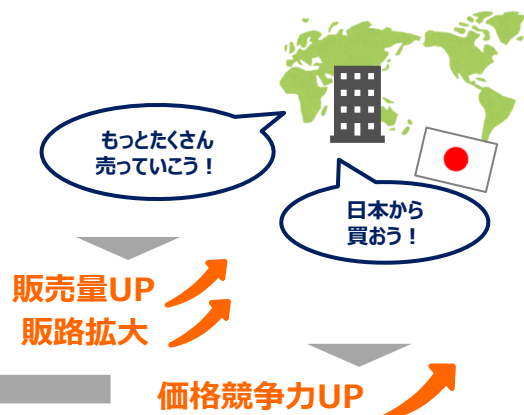 もっとたくさん
売っていこう！
日本から
買おう！
販売量UP
販路拡大
価格競争力UP